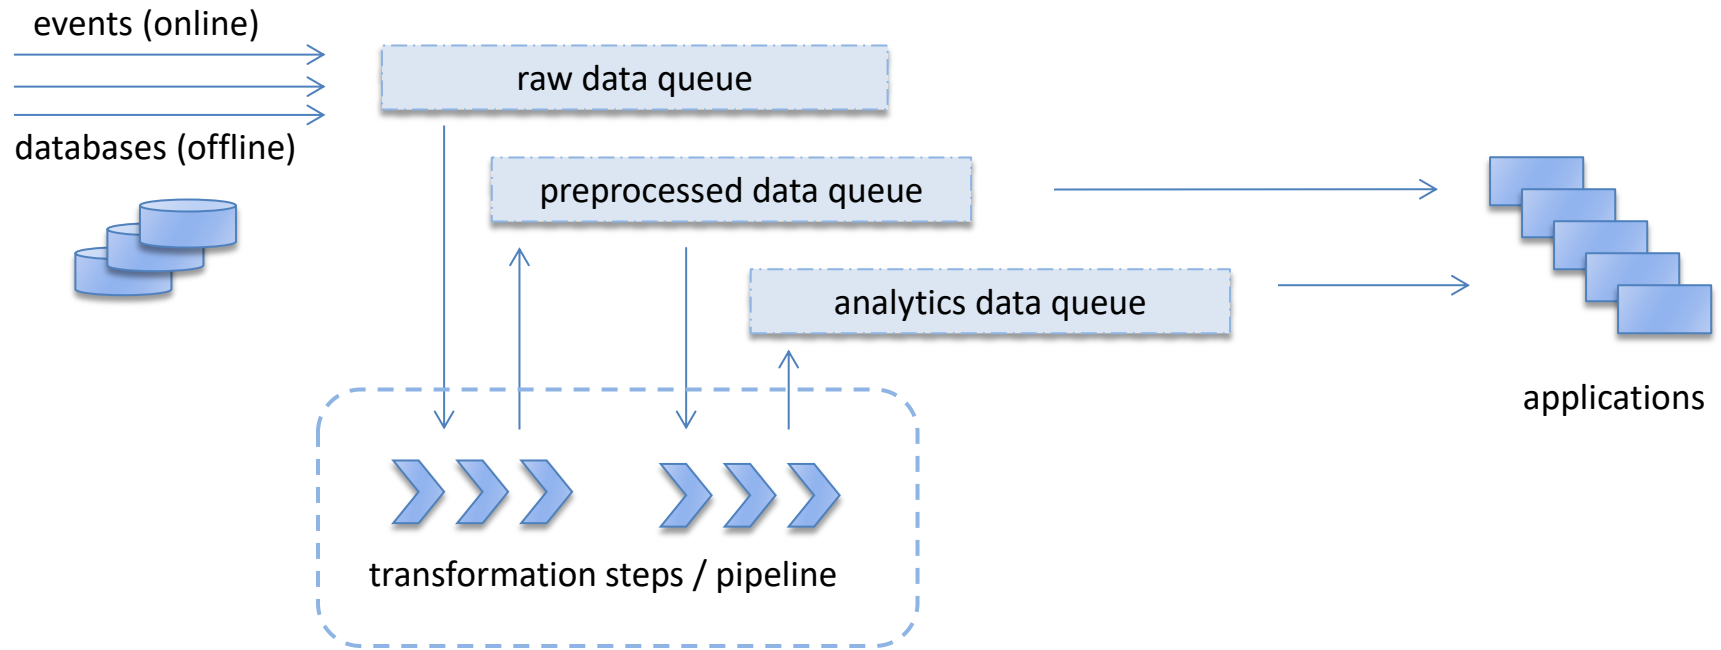 events (online)
databases (offline)
raw data queue
preprocessed data queue
analytics data queue
applications
transformation steps / pipeline